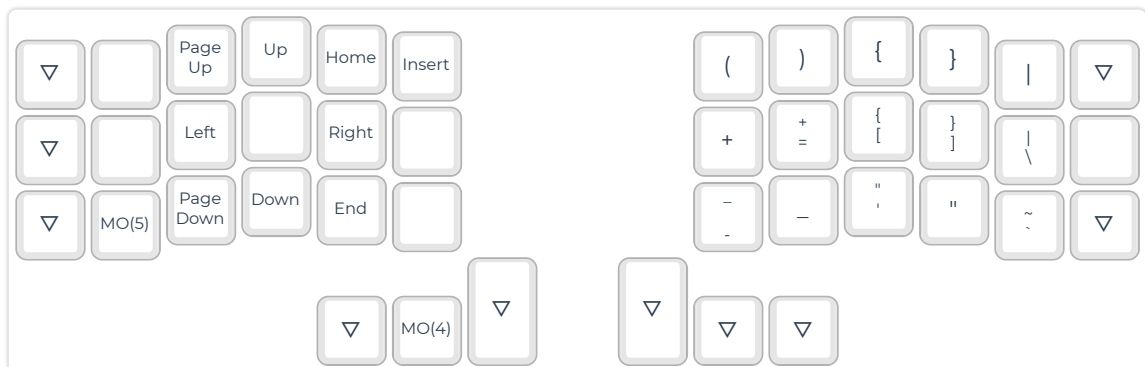 ▽ Page Up Up Home Insert ( ) { } | ▽
▽ Left Right + + = { [ } ] | \
▽ MO(5) Page Down Down End _ - _ " ' " ~ ` ▽
▽ MO(4) ▽ ▽ ▽ ▽